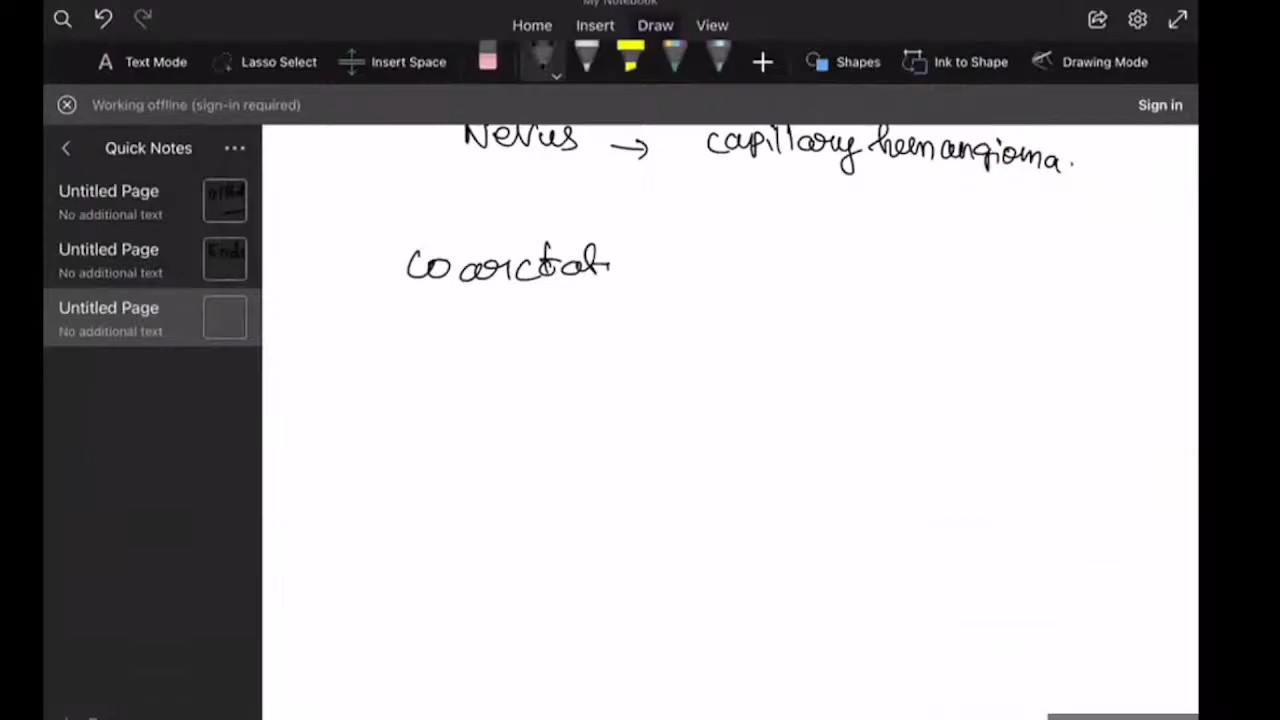 My Notebook
Home Insert Draw View
Text Mode Lasso Select Insert Space Shapes Ink to Shape Drawing Mode
Working offline (sign-in required) Sign in
Quick Notes
Nevus → capillary hemangioma.
Untitled Page
No additional text
Untitled Page
No additional text
coarctat
Untitled Page
No additional text